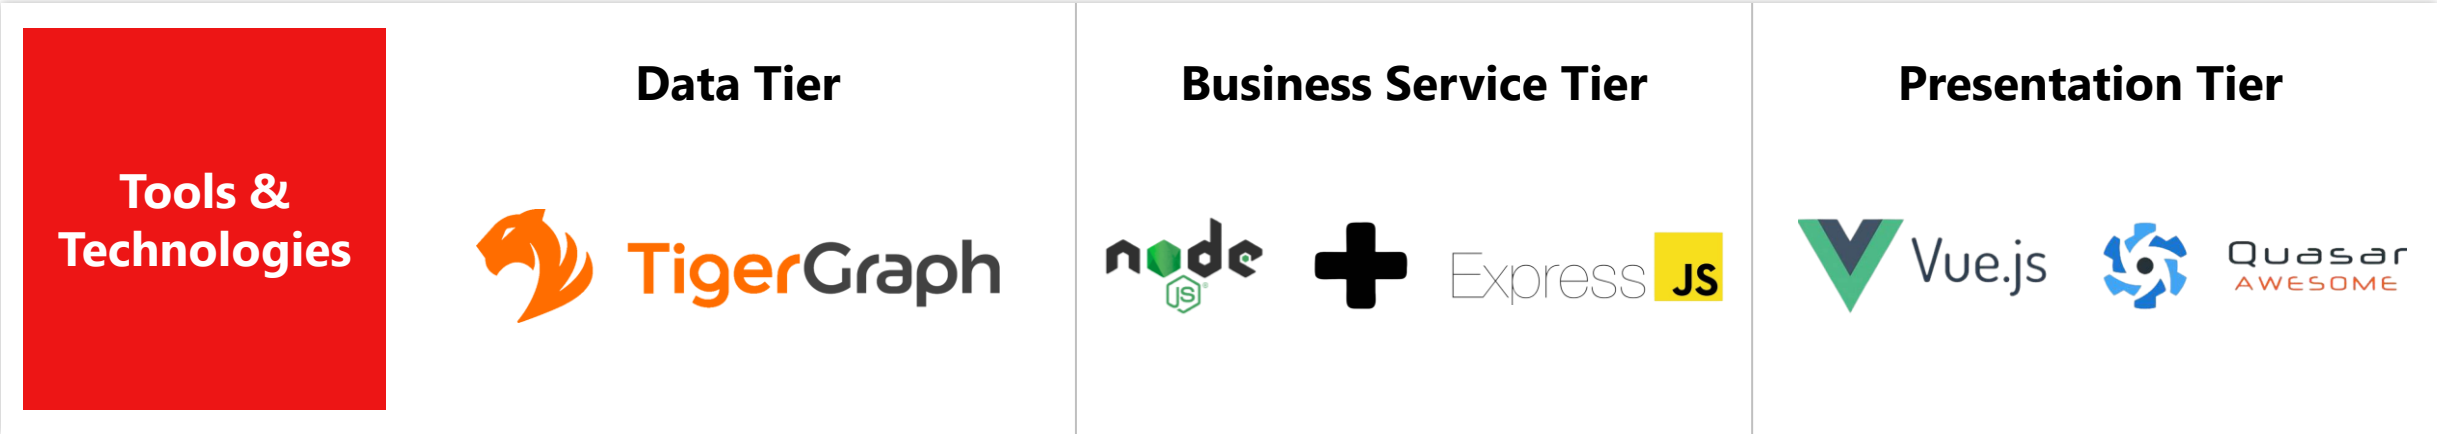 Tools &
Technologies
Data Tier
TigerGraph
Business Service Tier
node
JS
Express JS
Presentation Tier
Vue.js
Quasar
AWESOME